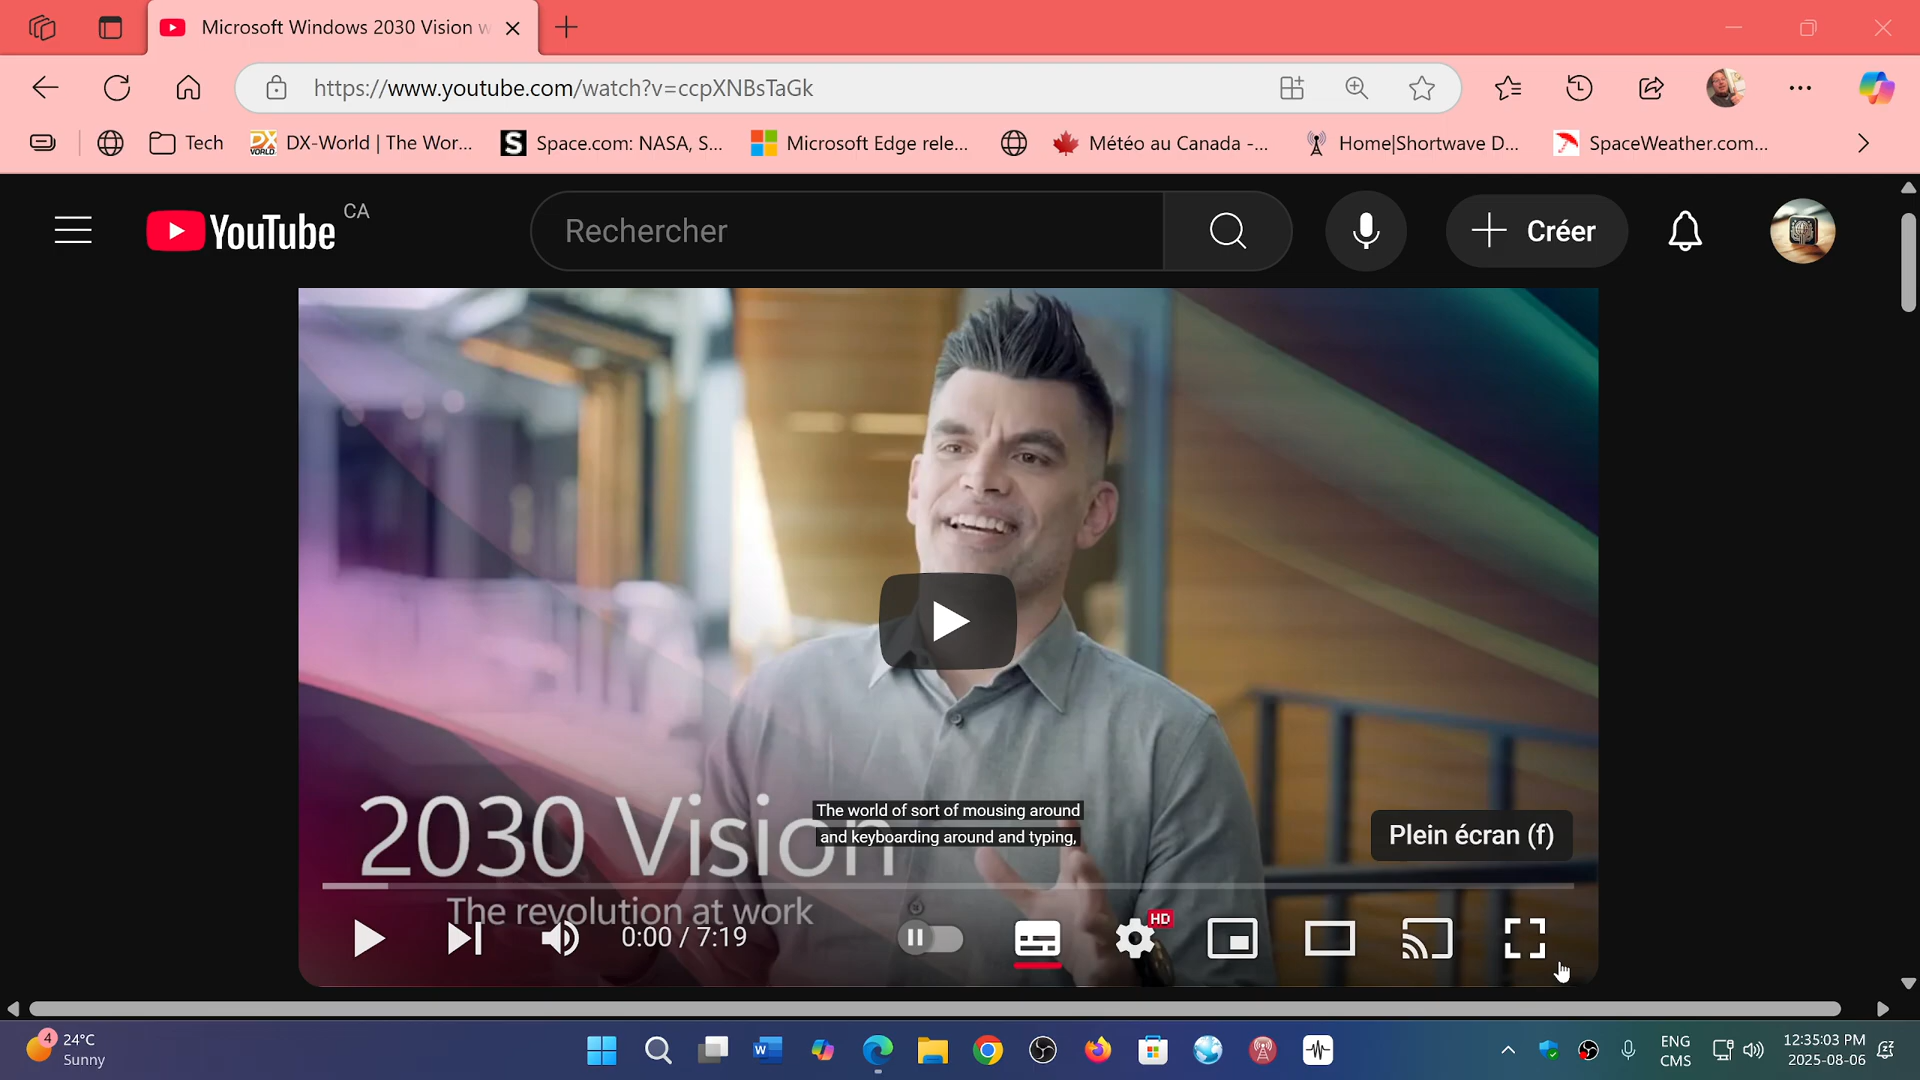 Microsoft Windows 2030 Vision w
https://www.youtube.com/watch?v=ccpXNBsTaGk
Tech
DX-World | The Wor...
Space.com: NASA, S...
Microsoft Edge rele...
Météo au Canada -...
Home|Shortwave D...
SpaceWeather.com...
YouTube CA
Rechercher
Créer
The world of sort of mousing around
and keyboarding around and typing,
2030 Vision
The revolution at work
Plein écran (f)
0:00 / 7:19
HD
4
24°C
Sunny
ENG
CMS
12:35:03 PM
2025-08-06